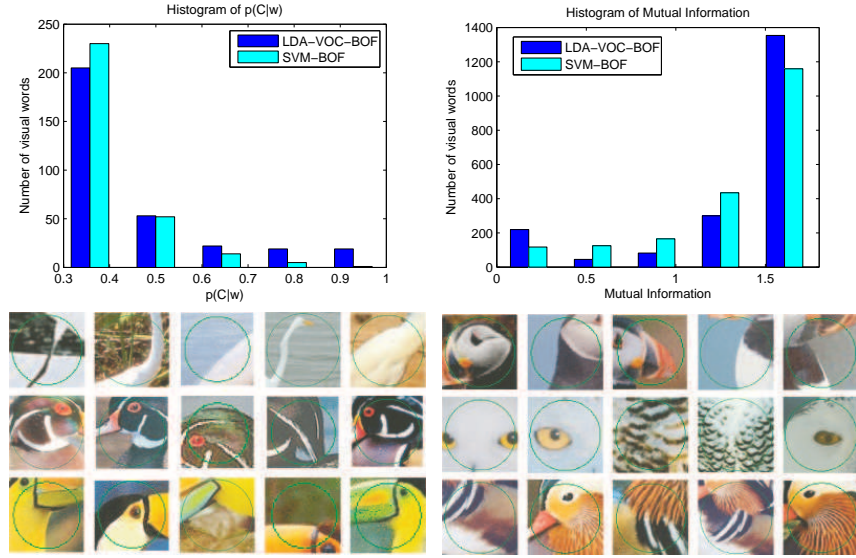 Histogram of p(C|w)
250
200
150
100
50
0
Number of visual words
LDA−VOC−BOF
SVM−BOF
0.3 0.4 0.5 0.6 0.7 0.8 0.9 1
p(C|w)
Histogram of Mutual Information
1400
1200
1000
800
600
400
200
0
Number of visual words
LDA−VOC−BOF
SVM−BOF
0 0.5 1 1.5
Mutual Information